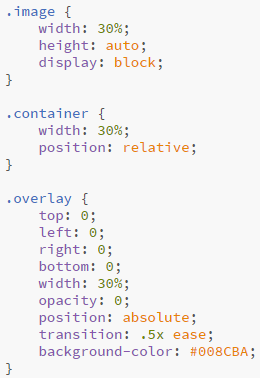 .image {
    width: 30%;
    height: auto;
    display: block;
}

.container {
    width: 30%;
    position: relative;
}

.overlay {
    top: 0;
    left: 0;
    right: 0;
    bottom: 0;
    width: 30%;
    opacity: 0;
    position: absolute;
    transition: .5x ease;
    background-color: #008CBA;
}